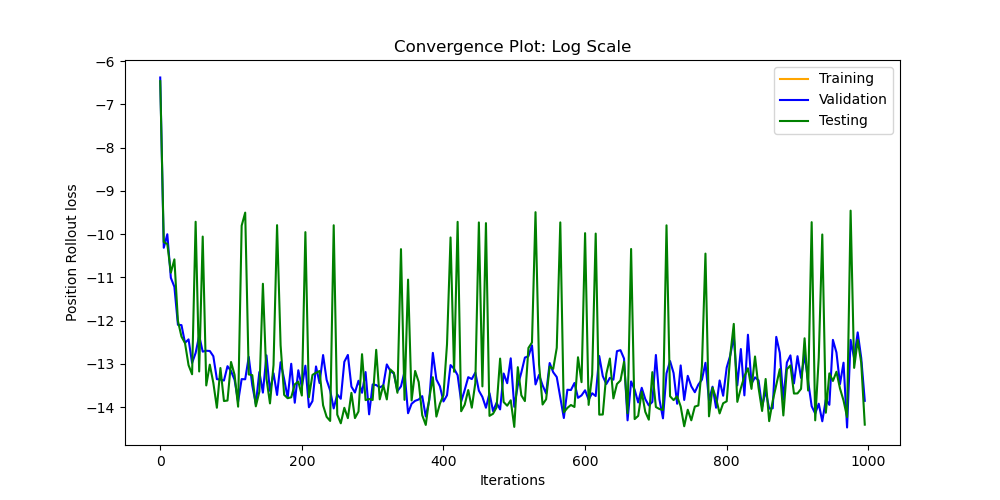 Convergence Plot: Log Scale
Training
Validation
Testing
Position Rollout loss
−6
−7
−8
−9
−10
−11
−12
−13
−14
0
200
400
600
800
1000
Iterations